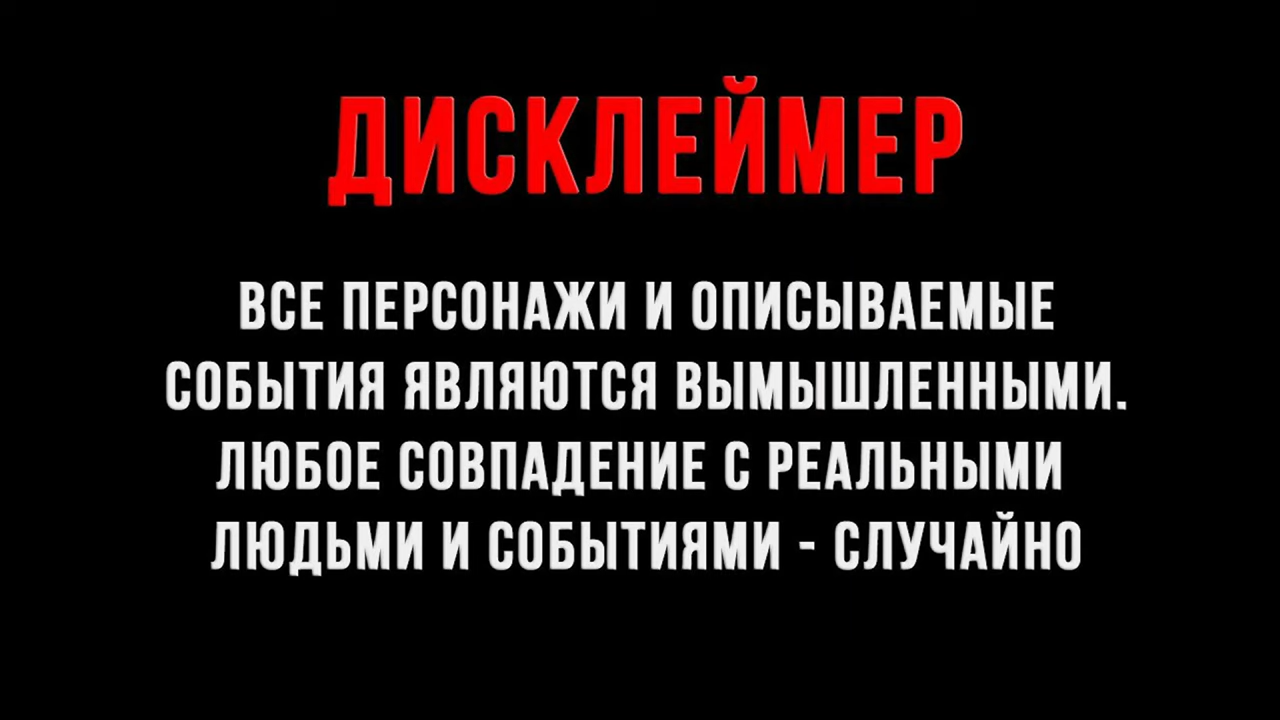 ДИСКЛЕЙМЕР
ВСЕ ПЕРСОНАЖИ И ОПИСЫВАЕМЫЕ
СОБЫТИЯ ЯВЛЯЮТСЯ ВЫМЫШЛЕННЫМИ.
ЛЮБОЕ СОВПАДЕНИЕ С РЕАЛЬНЫМИ
ЛЮДЬМИ И СОБЫТИЯМИ - СЛУЧАЙНО